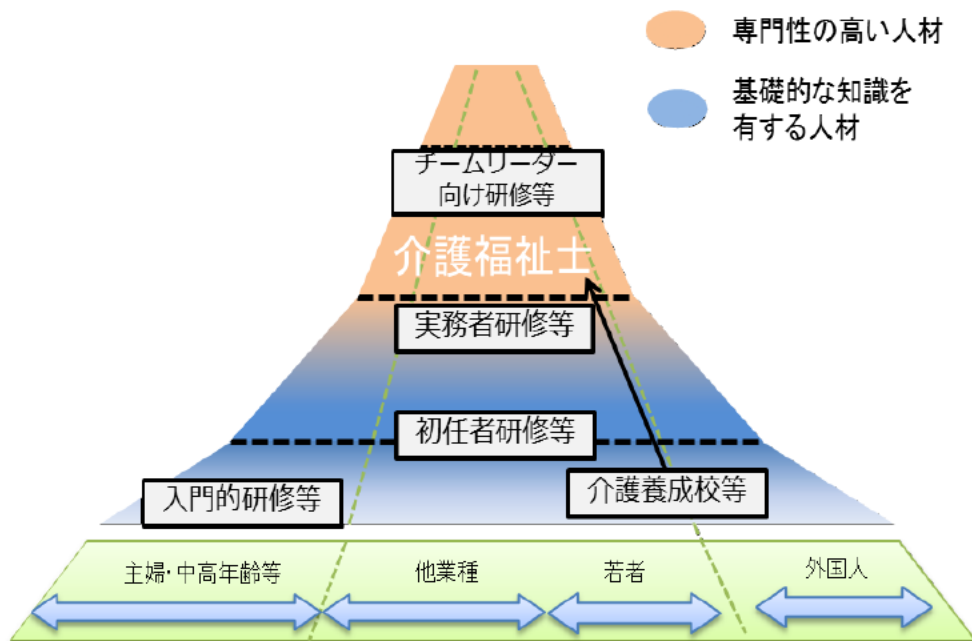 専門性の高い人材
基礎的な知識を
有する人材
チームリーダー
向け研修等
介護福祉士
実務者研修等
初任者研修等
入門的研修等
介護養成校等
主婦・中高年齢等
他業種
若者
外国人